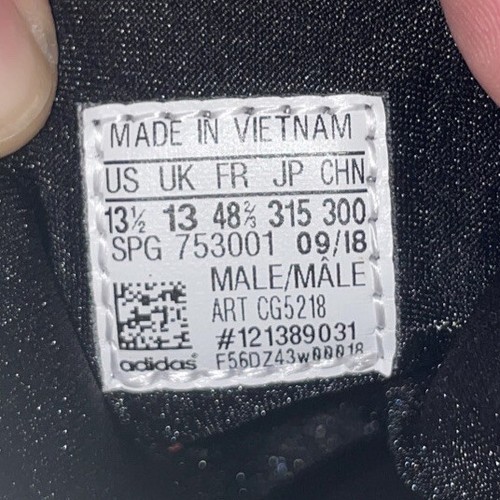 MADE IN VIETNAM
US UK FR JP CHN
13½ 13 48⅔ 315 300
SPG 753001 09/18
MALE/MÂLE
ART CG5218
#121389031
adidas F56DZ43w00018